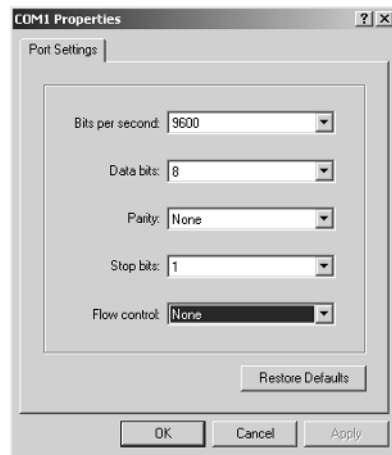 COM1 Properties
Port Settings
Bits per second: 9600
Data bits: 8
Parity: None
Stop bits: 1
Flow control: None
Restore Defaults
OK Cancel Apply